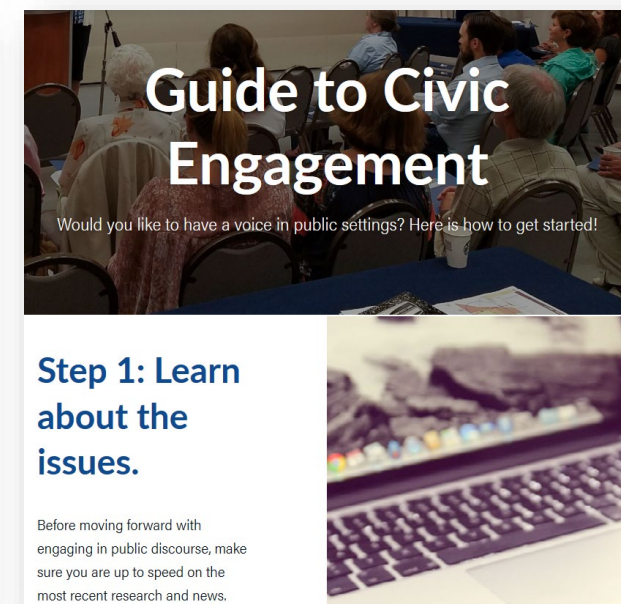 Guide to Civic
Engagement
Would you like to have a voice in public settings? Here is how to get started!
Step 1: Learn
about the
issues.
Before moving forward with
engaging in public discourse, make
sure you are up to speed on the
most recent research and news.